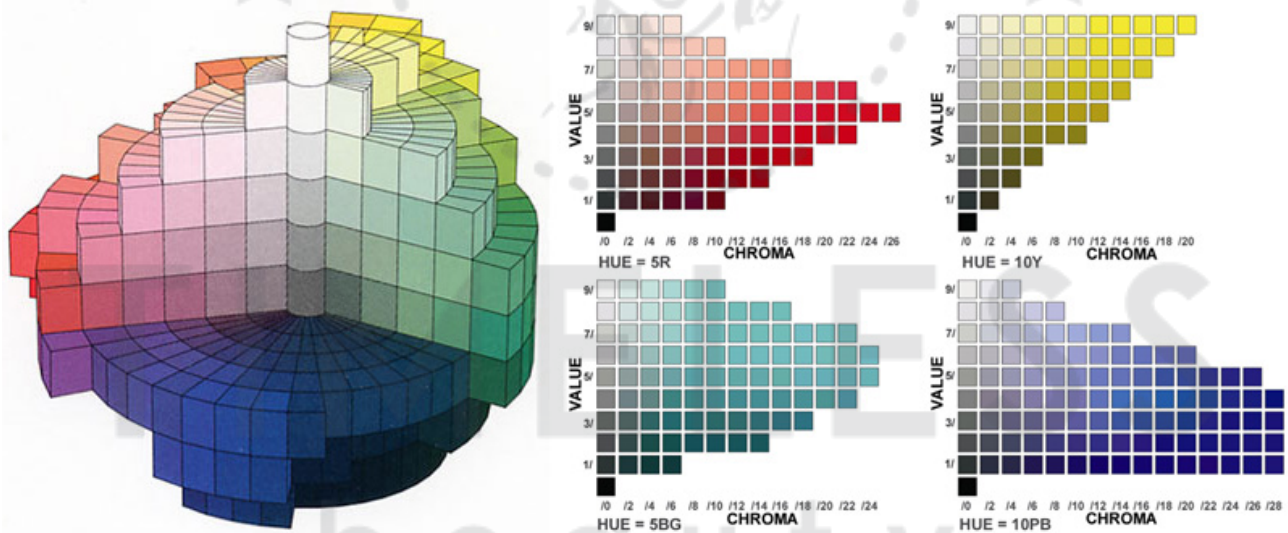 9/
7/
5/
3/
1/
VALUE
/0 /2 /4 /6 /8 /10 /12 /14 /16 /18 /20 /22 /24 /26
HUE = 5R
CHROMA
9/
7/
5/
3/
1/
VALUE
/0 /2 /4 /6 /8 /10 /12 /14 /16 /18 /20
HUE = 10Y
CHROMA
9/
7/
5/
3/
1/
VALUE
/0 /2 /4 /6 /8 /10 /12 /14 /16 /18 /20 /22 /24
HUE = 5BG
CHROMA
9/
7/
5/
3/
1/
VALUE
/0 /2 /4 /6 /8 /10 /12 /14 /16 /18 /20 /22 /24 /26 /28
HUE = 10PB
CHROMA
beauty